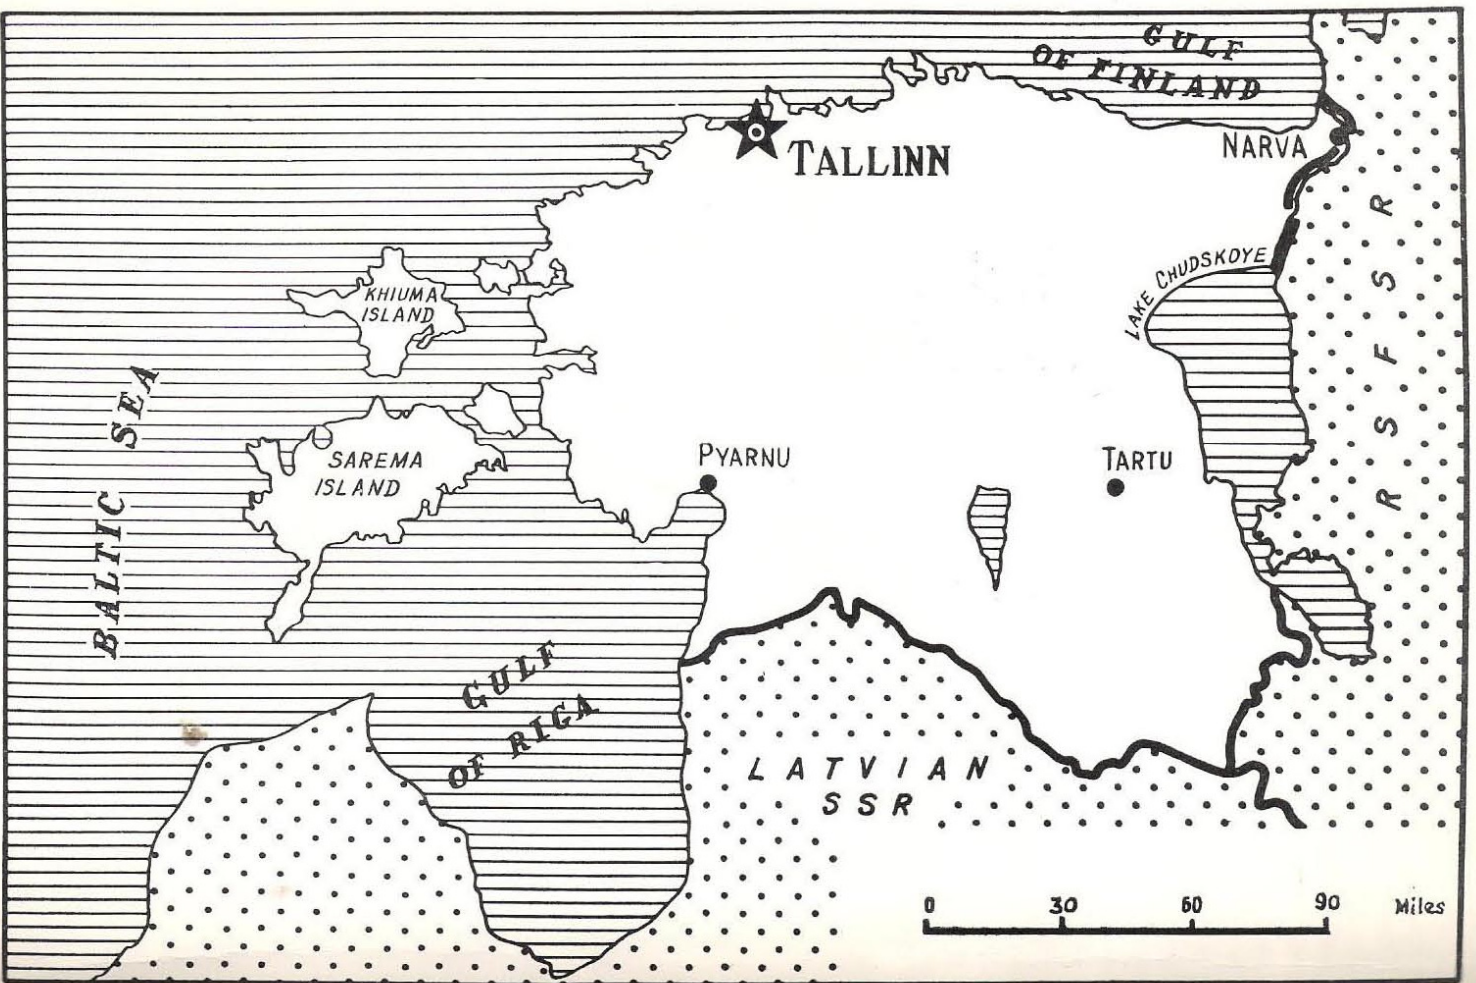 GULF
OF FINLAND
NARVA
TALLINN
RSFSR
LAKE CHUDSKOYE
KHIUMA
ISLAND
BALTIC SEA
SAREMA
ISLAND
PYARNU
TARTU
GULF
OF RIGA
LATVIAN
SSR
0 30 60 90 Miles